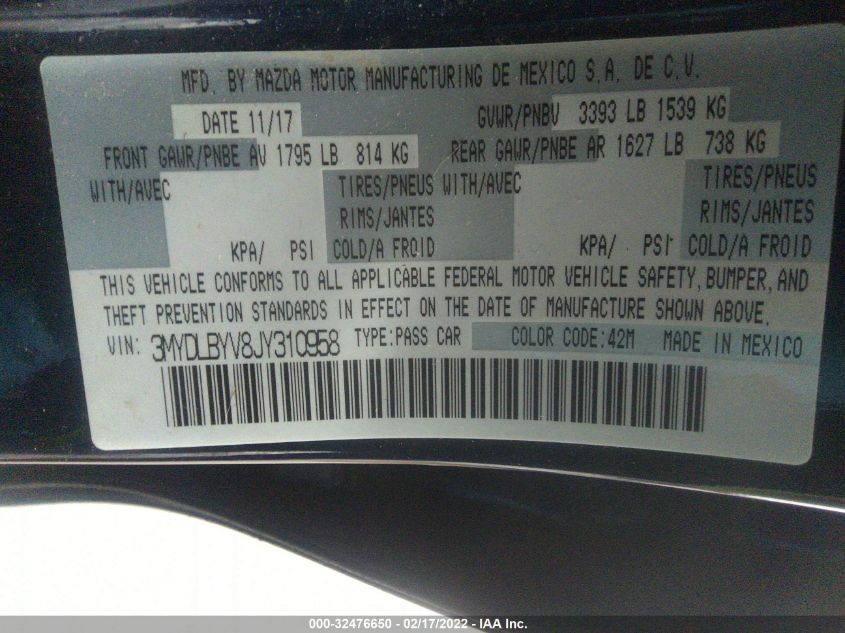 MFD. BY MAZDA MOTOR MANUFACTURING DE MEXICO S.A. DE C.V.
DATE 11/17 GVWR/PNBV 3393 LB 1539 KG
FRONT GAWR/PNBE AV 1795 LB 814 KG REAR GAWR/PNBE AR 1627 LB 738 KG
WITH/AVEC TIRES/PNEUS WITH/AVEC TIRES/PNEUS
RIMS/JANTES RIMS/JANTES
KPA/ PSI COLD/A FROID KPA/ PSI COLD/A FROID
THIS VEHICLE CONFORMS TO ALL APPLICABLE FEDERAL MOTOR VEHICLE SAFETY, BUMPER, AND
THEFT PREVENTION STANDARDS IN EFFECT ON THE DATE OF MANUFACTURE SHOWN ABOVE.
VIN: 3MYDLBYV8JY310958 TYPE:PASS CAR COLOR CODE:42M MADE IN MEXICO
000-32476650 - 02/17/2022 - IAA Inc.